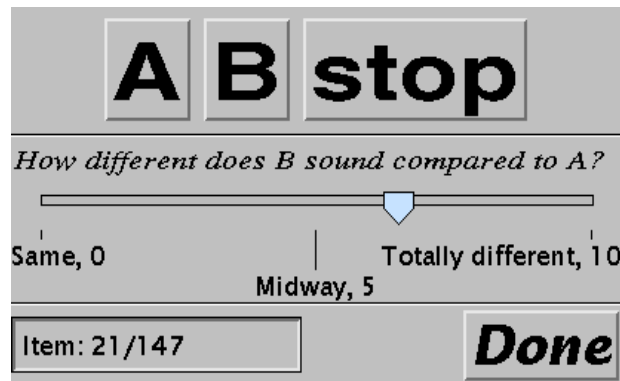 A B stop
How different does B sound compared to A?
Same, 0 Totally different, 10
Midway, 5
Item: 21/147 Done